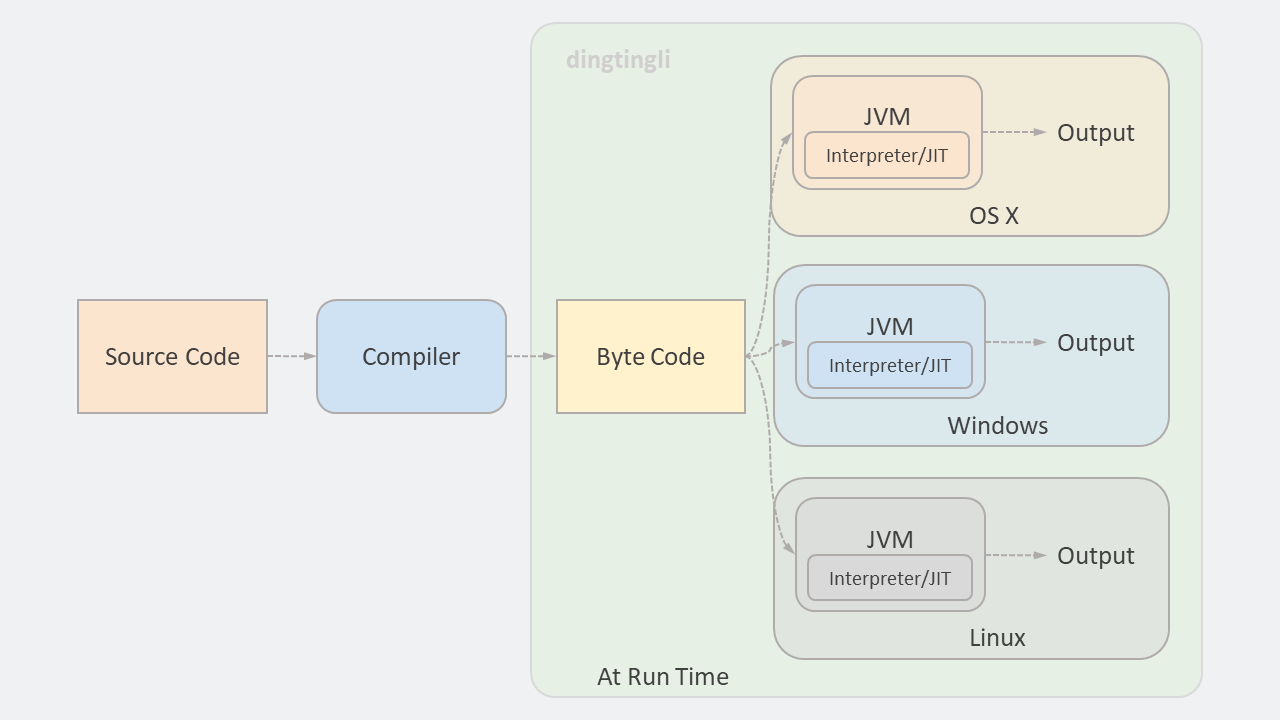 dingtingli
Source Code
Compiler
Byte Code
JVM
Interpreter/JIT
Output
OS X
JVM
Interpreter/JIT
Output
Windows
JVM
Interpreter/JIT
Output
Linux
At Run Time